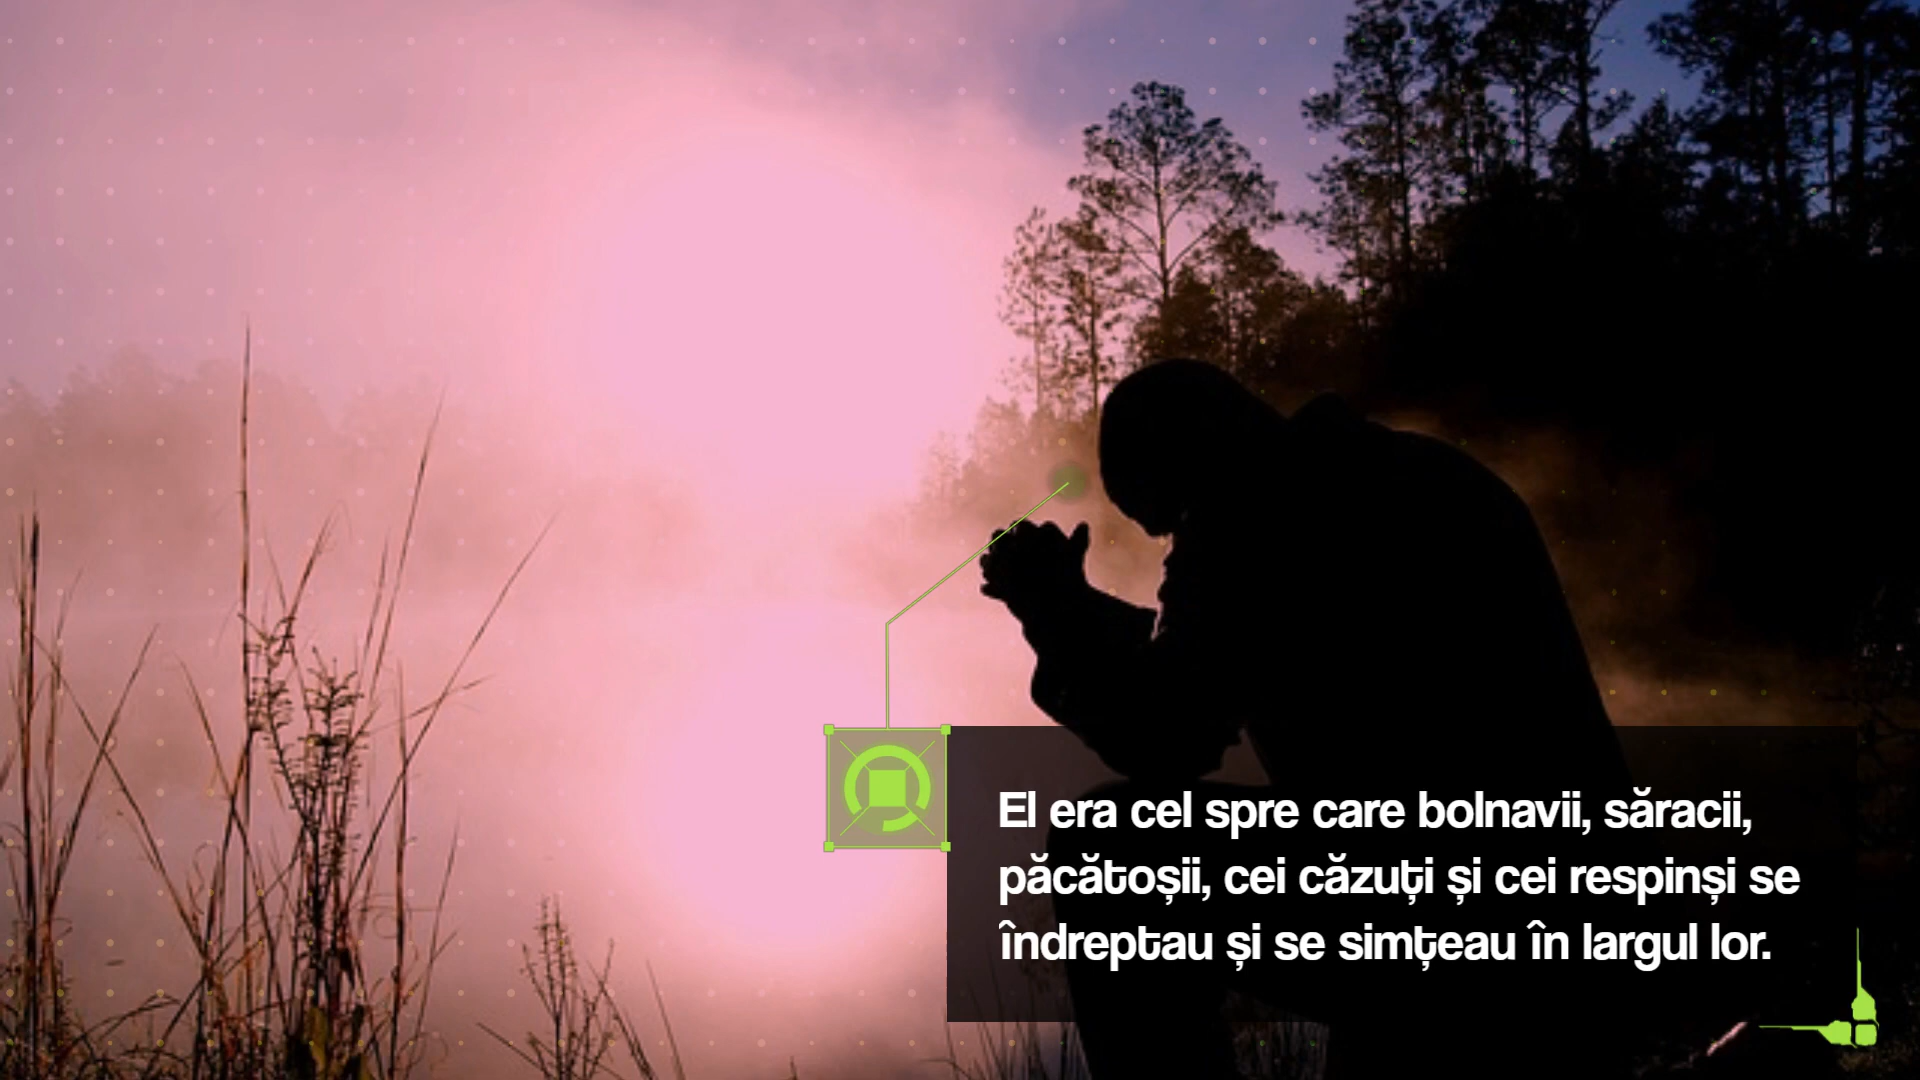 El era cel spre care bolnavii, săracii,
păcătoșii, cei căzuți și cei respinși se
îndreptau și se simțeau în largul lor.